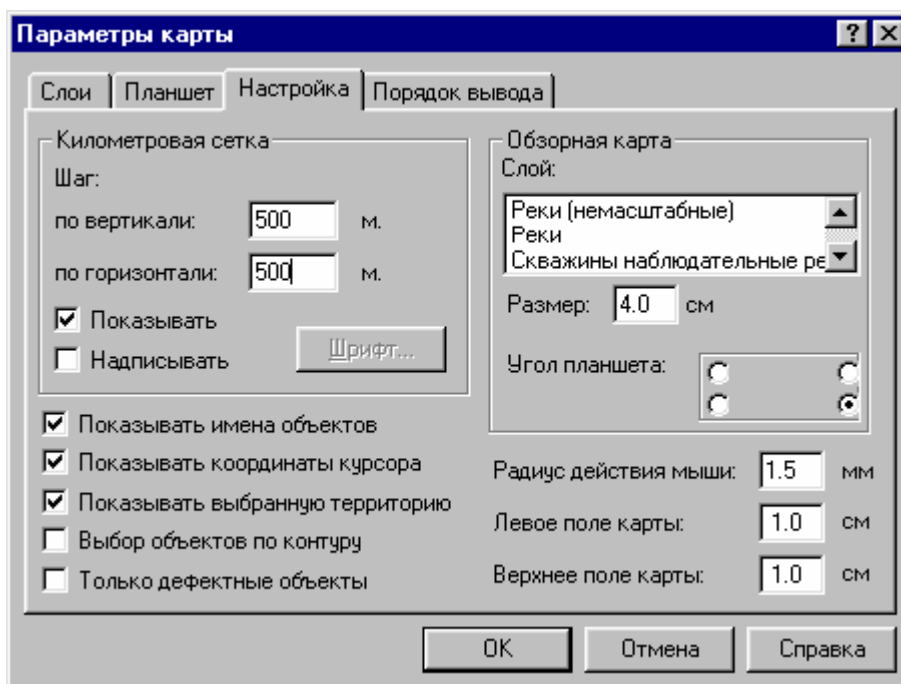 Параметры карты
Слои
Планшет
Настройка
Порядок вывода
Километровая сетка
Шаг:
по вертикали: 500 м.
по горизонтали: 500 м.
Показывать
Надписывать
Шрифт...
Показывать имена объектов
Показывать координаты курсора
Показывать выбранную территорию
Выбор объектов по контуру
Только дефектные объекты
Обзорная карта
Слой:
Реки (немасштабные)
Реки
Скважины наблюдательные ре
Размер: 4.0 см
Угол планшета:
Радиус действия мыши: 1.5 мм
Левое поле карты: 1.0 см
Верхнее поле карты: 1.0 см
OK
Отмена
Справка